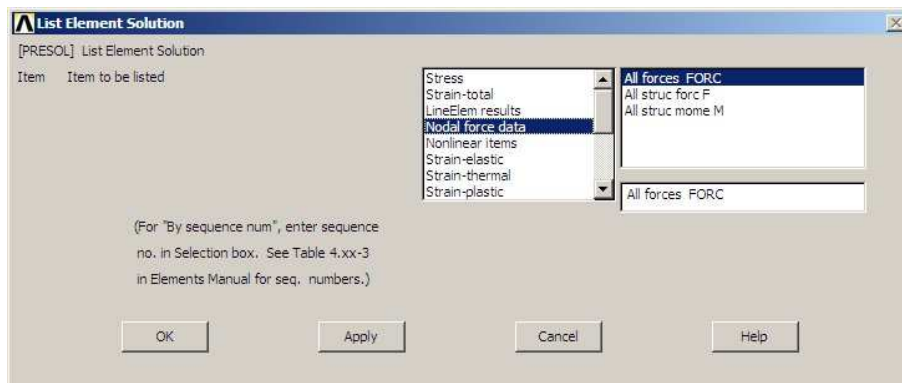 List Element Solution
[PRESOL] List Element Solution
Item Item to be listed
Stress
Strain-total
LineElem results
Nodal force data
Nonlinear items
Strain-elastic
Strain-thermal
Strain-plastic
All forces FORC
All struc forc F
All struc mome M
All forces FORC
(For "By sequence num", enter sequence
no. in Selection box. See Table 4.xx-3
in Elements Manual for seq. numbers.)
OK Apply Cancel Help